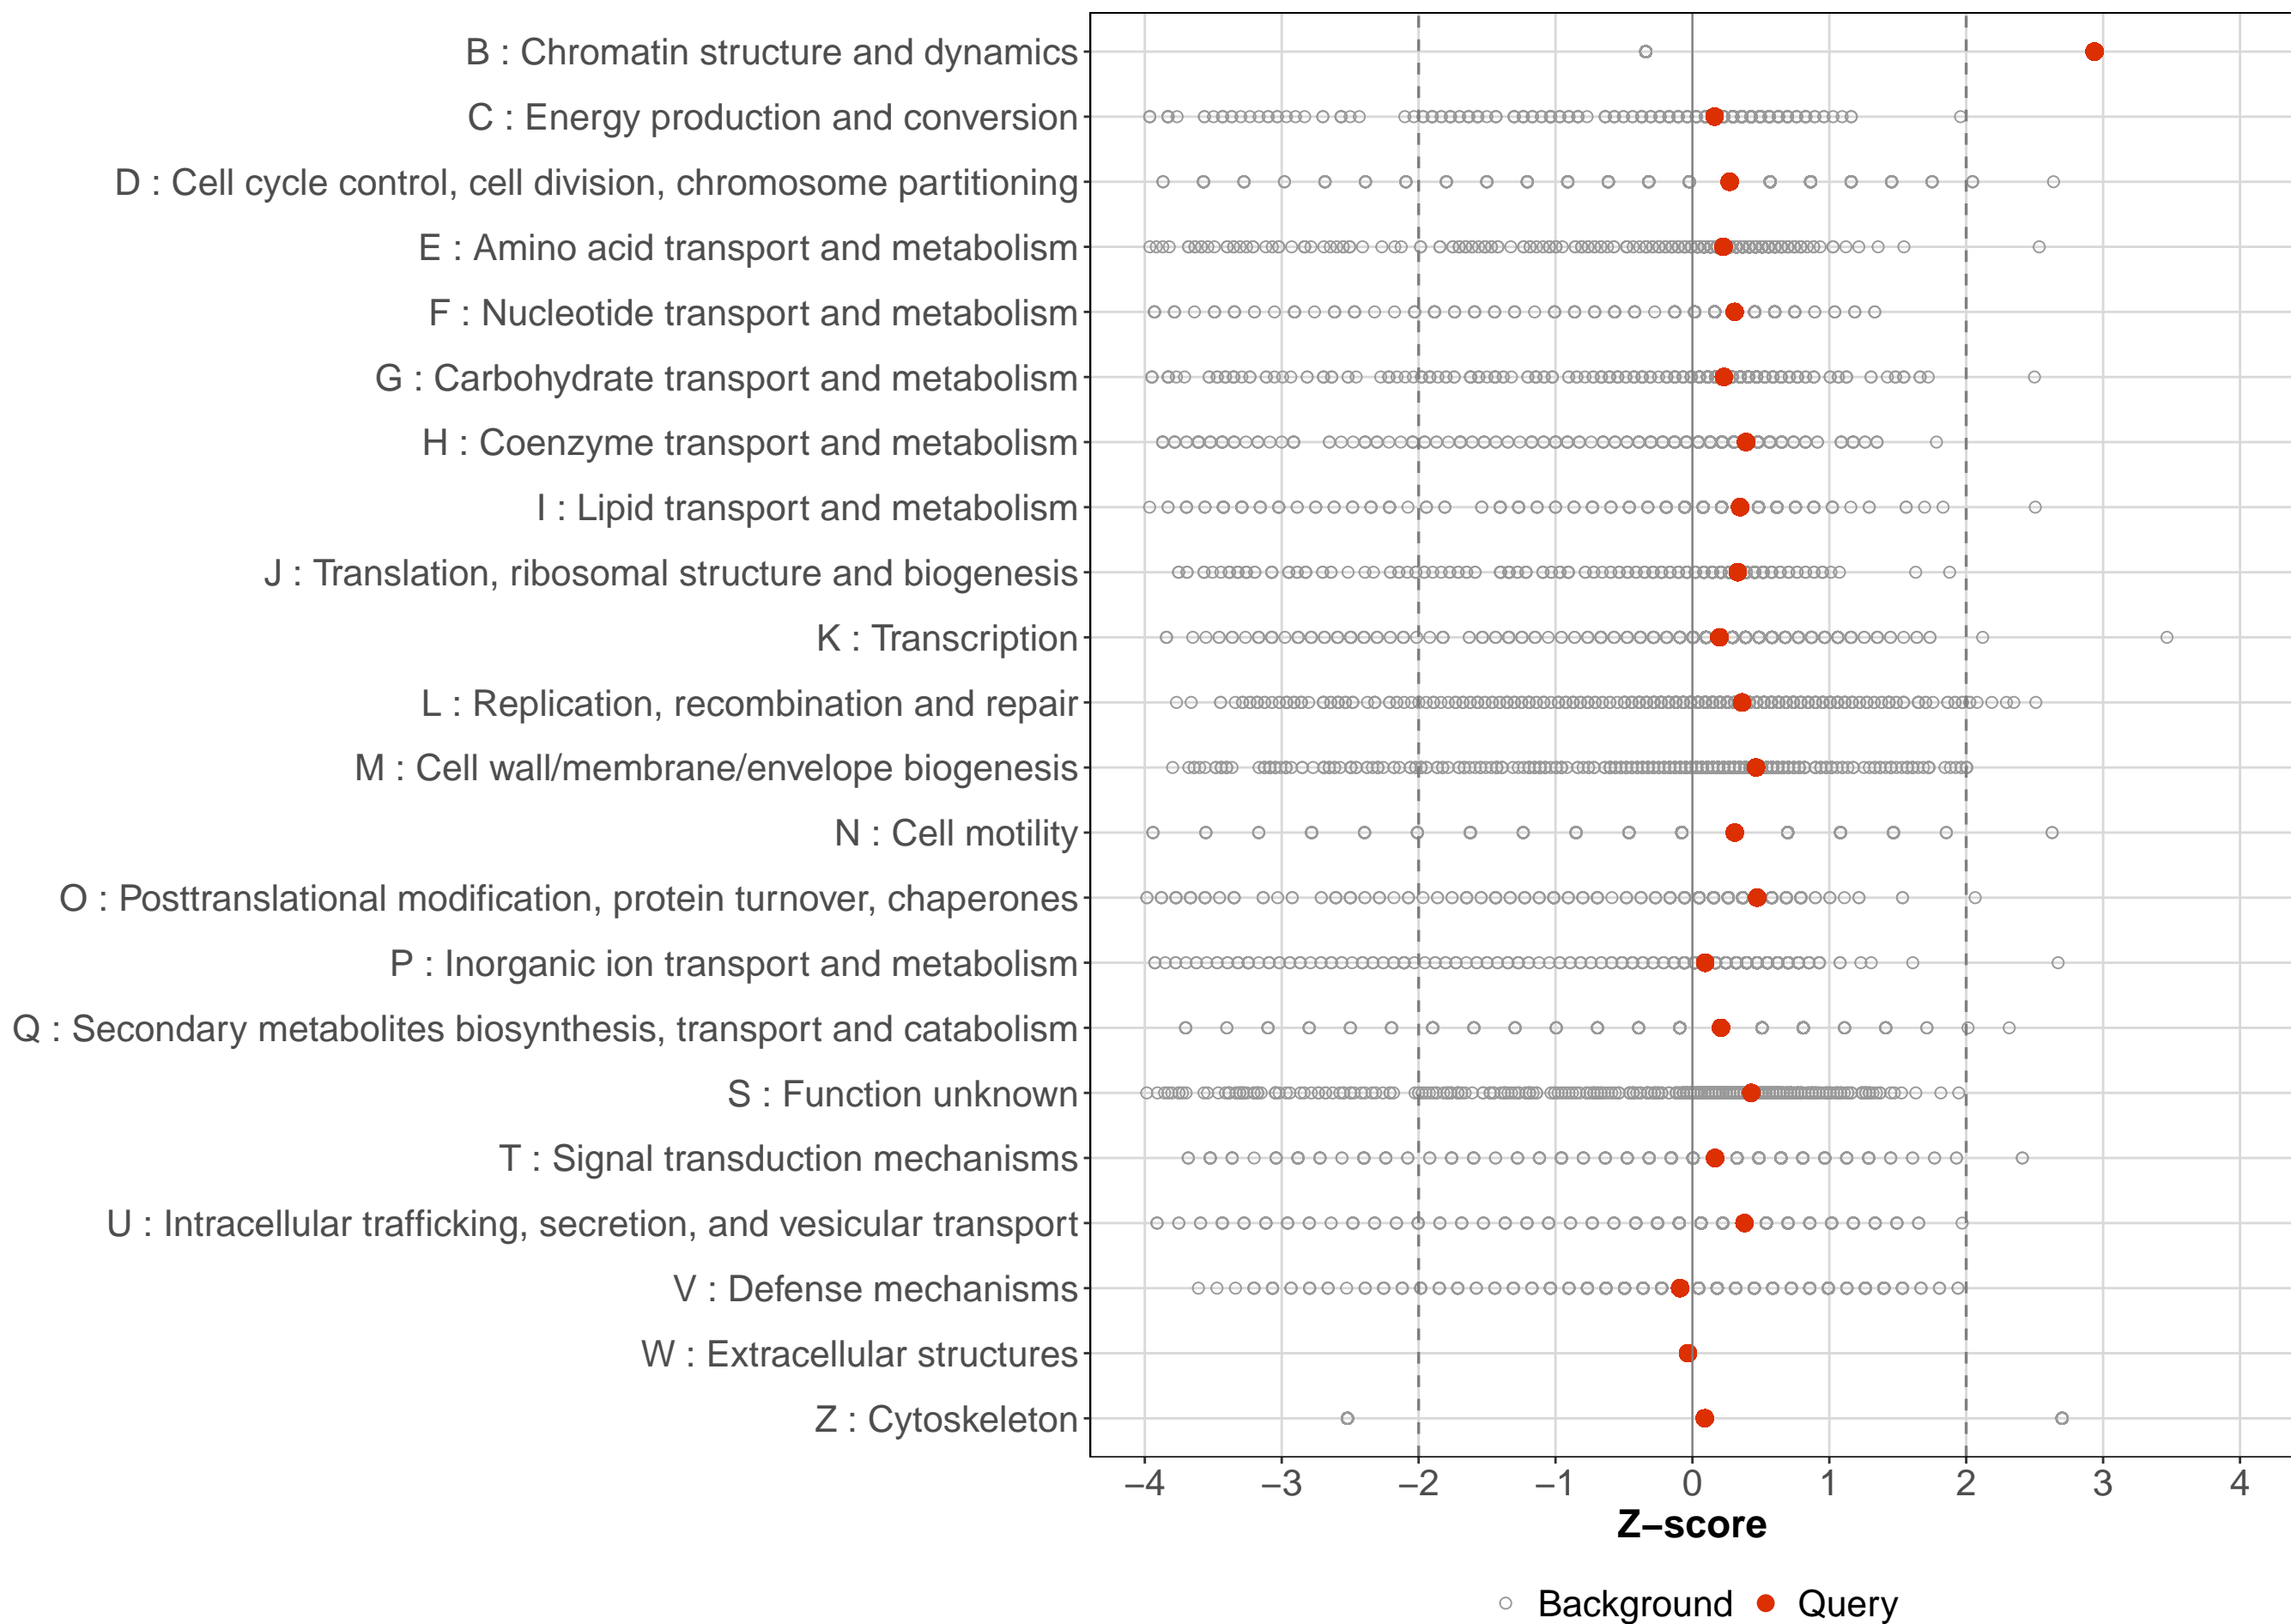 B : Chromatin structure and dynamics
C : Energy production and conversion
D : Cell cycle control, cell division, chromosome partitioning
E : Amino acid transport and metabolism
F : Nucleotide transport and metabolism
G : Carbohydrate transport and metabolism
H : Coenzyme transport and metabolism
I : Lipid transport and metabolism
J : Translation, ribosomal structure and biogenesis
K : Transcription
L : Replication, recombination and repair
M : Cell wall/membrane/envelope biogenesis
N : Cell motility
O : Posttranslational modification, protein turnover, chaperones
P : Inorganic ion transport and metabolism
Q : Secondary metabolites biosynthesis, transport and catabolism
S : Function unknown
T : Signal transduction mechanisms
U : Intracellular trafficking, secretion, and vesicular transport
V : Defense mechanisms
W : Extracellular structures
Z : Cytoskeleton
−4 −3 −2 −1 0 1 2 3 4
Z−score
Background Query